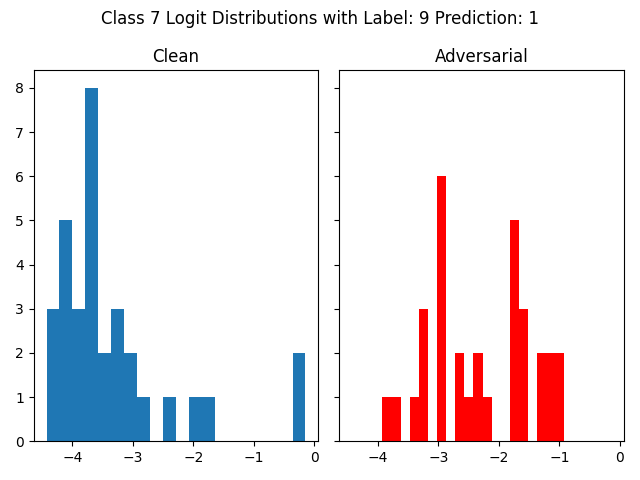 Class 7 Logit Distributions with Label: 9 Prediction: 1
Clean
Adversarial
8
7
6
5
4
3
2
1
0
−4 −3 −2 −1 0
−4 −3 −2 −1 0